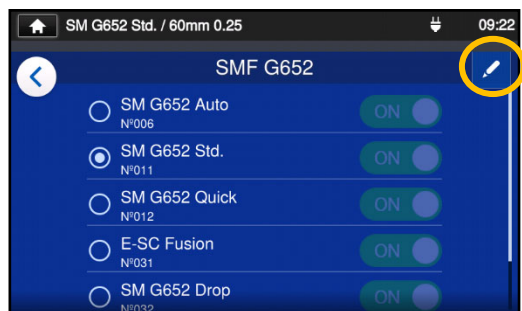 SM G652 Std. / 60mm 0.25 09:22
SMF G652
SM G652 Auto ON
Nº006
SM G652 Std. ON
Nº011
SM G652 Quick ON
Nº012
E-SC Fusion ON
Nº031
SM G652 Drop ON
Nº032